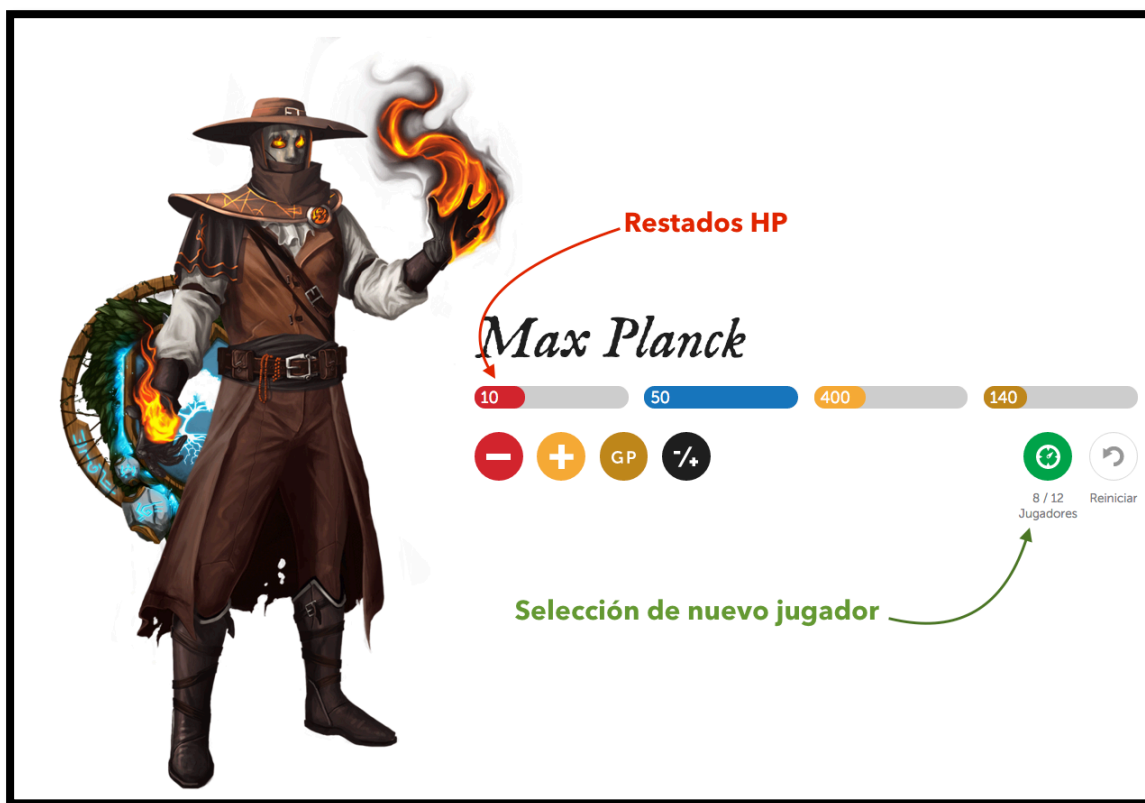 Restados HP
Max Planck
10 50 400 140
GP -/+
8 / 12 Reiniciar
Jugadores
Selección de nuevo jugador